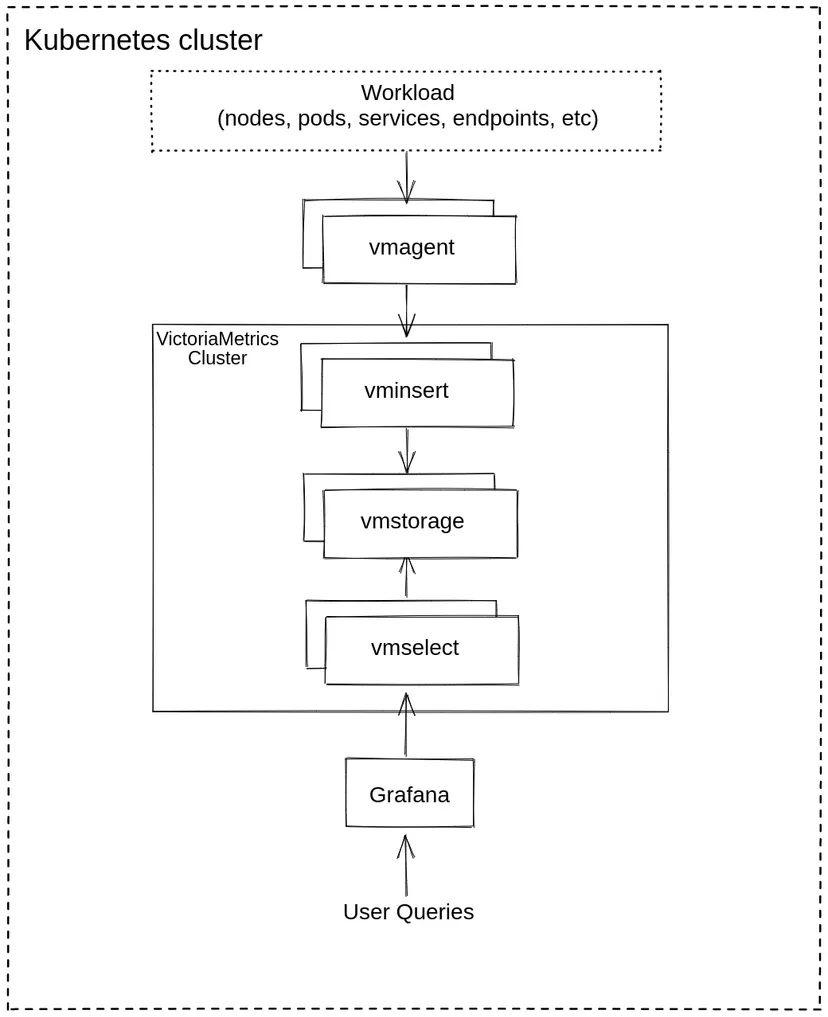 Kubernetes cluster
Workload
(nodes, pods, services, endpoints, etc)
vmagent
VictoriaMetrics
Cluster
vminsert
vmstorage
vmselect
Grafana
User Queries